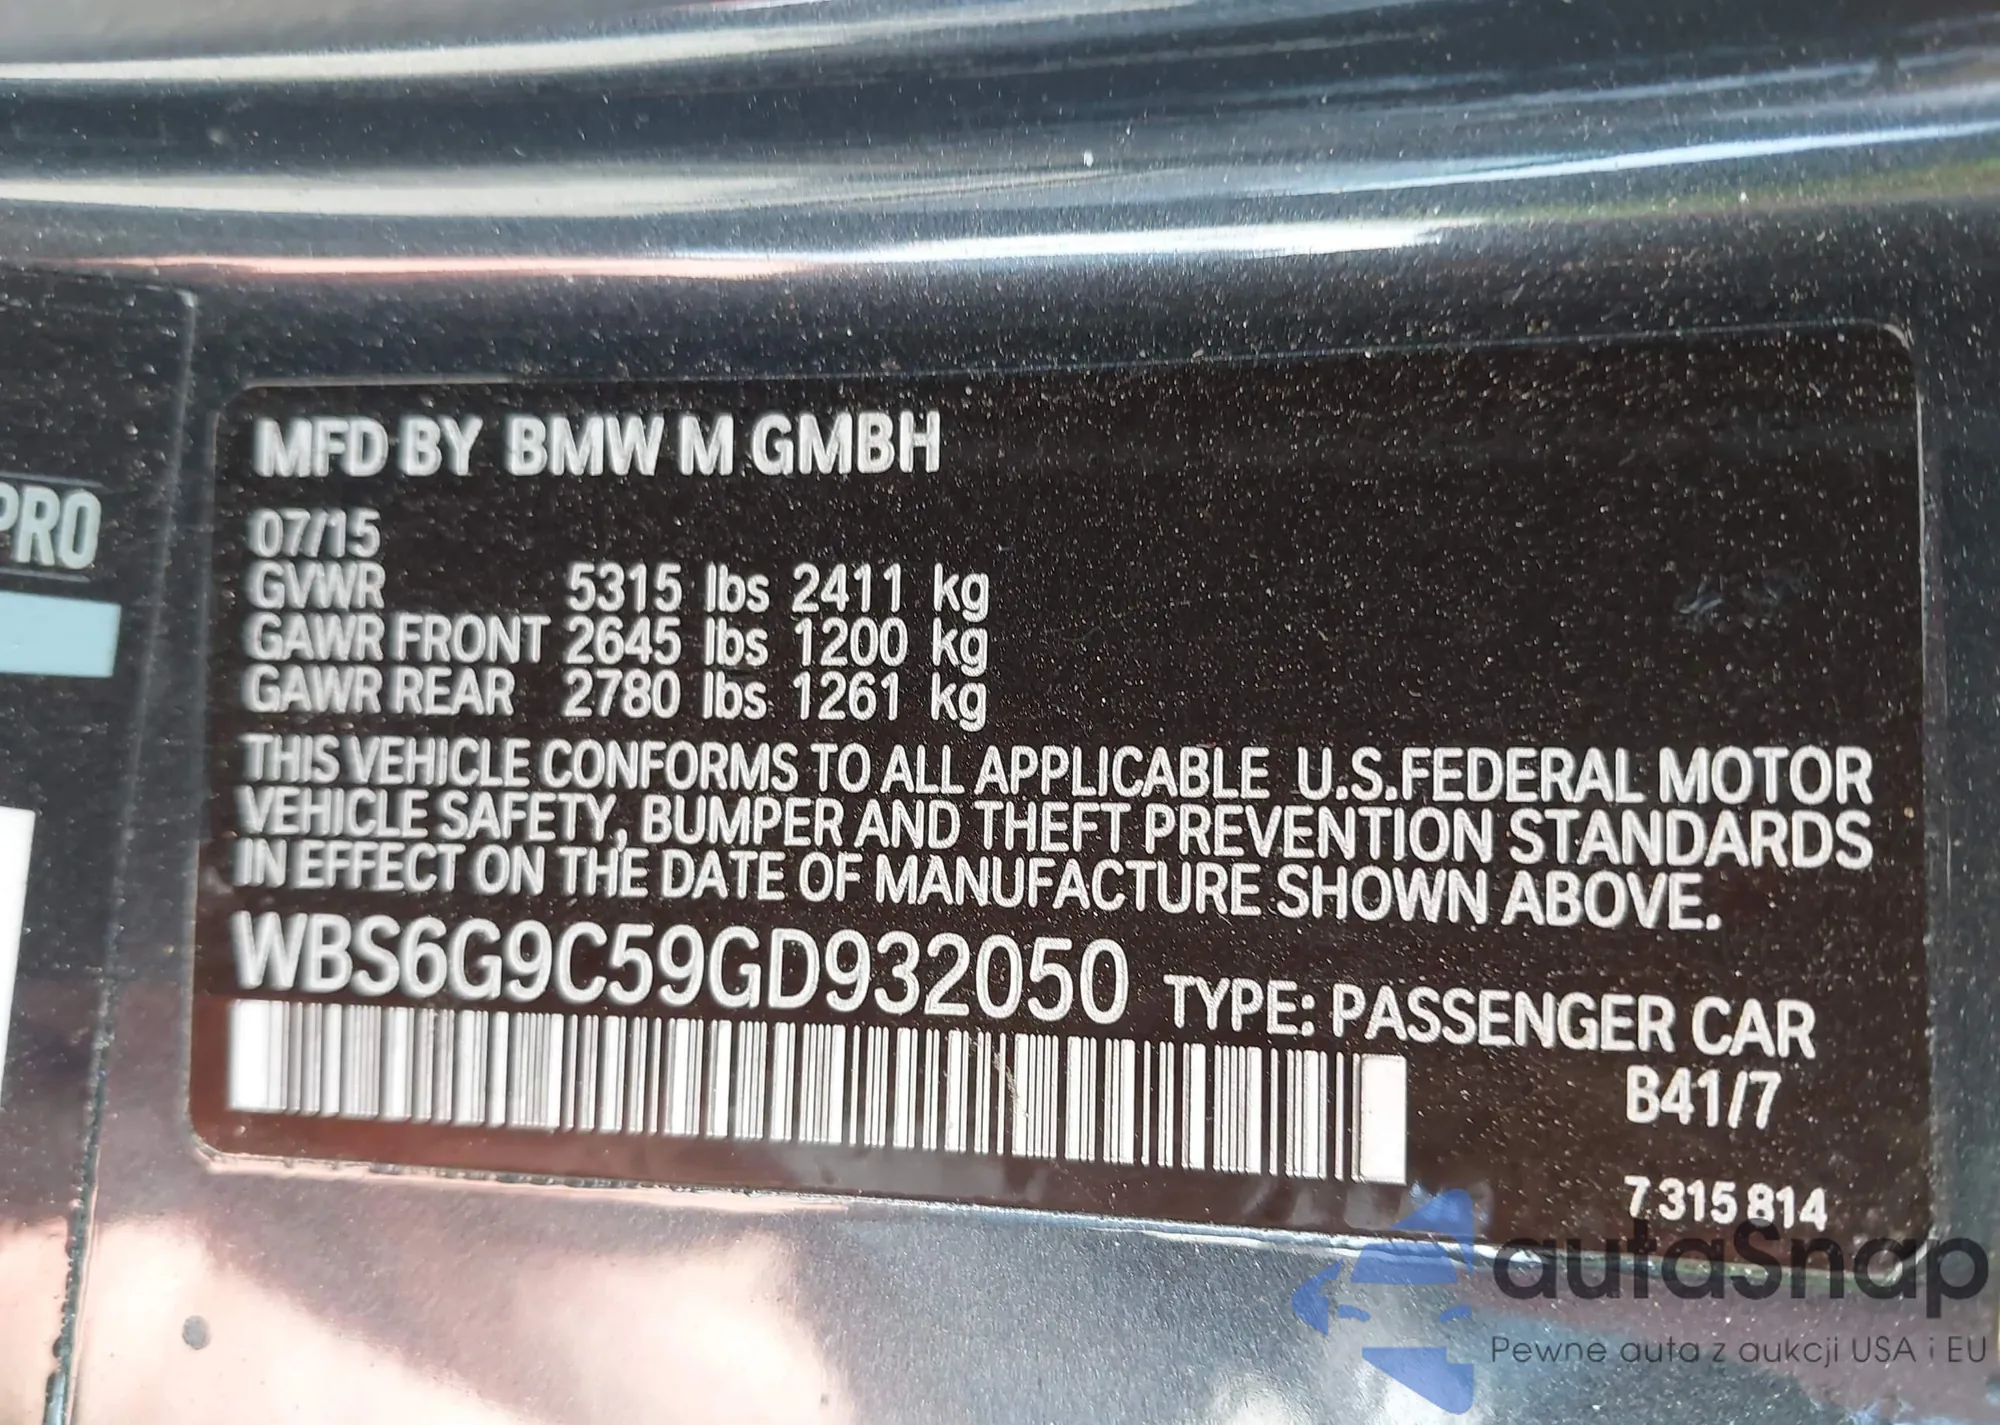 MFD BY BMW M GMBH
07/15
GVWR 5315 lbs 2411 kg
GAWR FRONT 2645 lbs 1200 kg
GAWR REAR 2780 lbs 1261 kg
THIS VEHICLE CONFORMS TO ALL APPLICABLE U.S.FEDERAL MOTOR
VEHICLE SAFETY, BUMPER AND THEFT PREVENTION STANDARDS
IN EFFECT ON THE DATE OF MANUFACTURE SHOWN ABOVE.
WBS6G9C59GD932050 TYPE: PASSENGER CAR
B41/7
7 315 814
PRO
autaSnap
Pewne auta z aukcji USA i EU